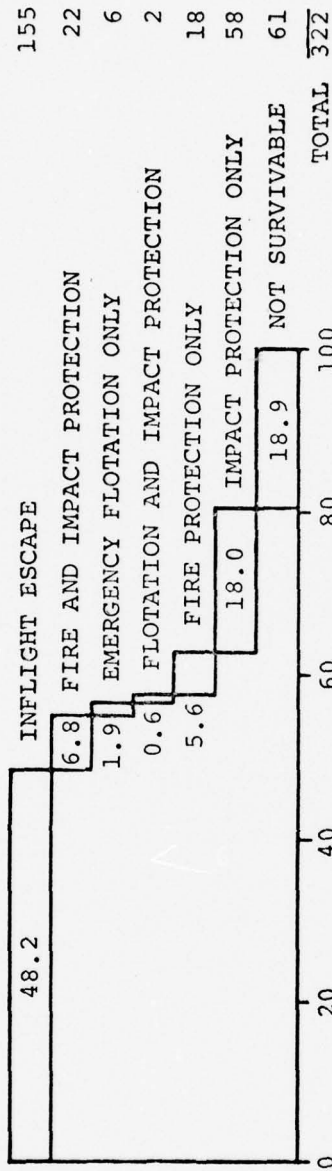 48.2 INFLIGHT ESCAPE 155
6.8 FIRE AND IMPACT PROTECTION 22
1.9 EMERGENCY FLOTATION ONLY 6
0.6 FLOTATION AND IMPACT PROTECTION 2
5.6 FIRE PROTECTION ONLY 18
18.0 IMPACT PROTECTION ONLY 58
18.9 NOT SURVIVABLE 61
0 20 40 60 80 100
TOTAL 322